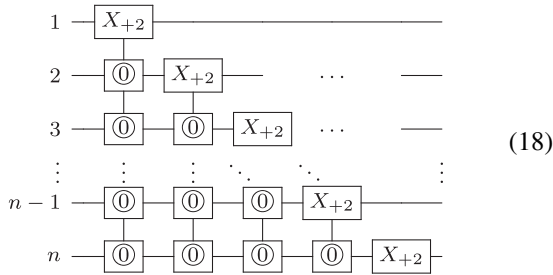 1 X+2
2 ⓪ X+2 ...
3 ⓪ ⓪ X+2 ...
(18)
⋮ ⋮ ⋮ ⋱ ⋱ ⋮
n − 1 ⓪ ⓪ ⓪ X+2
n ⓪ ⓪ ⓪ ⓪ X+2